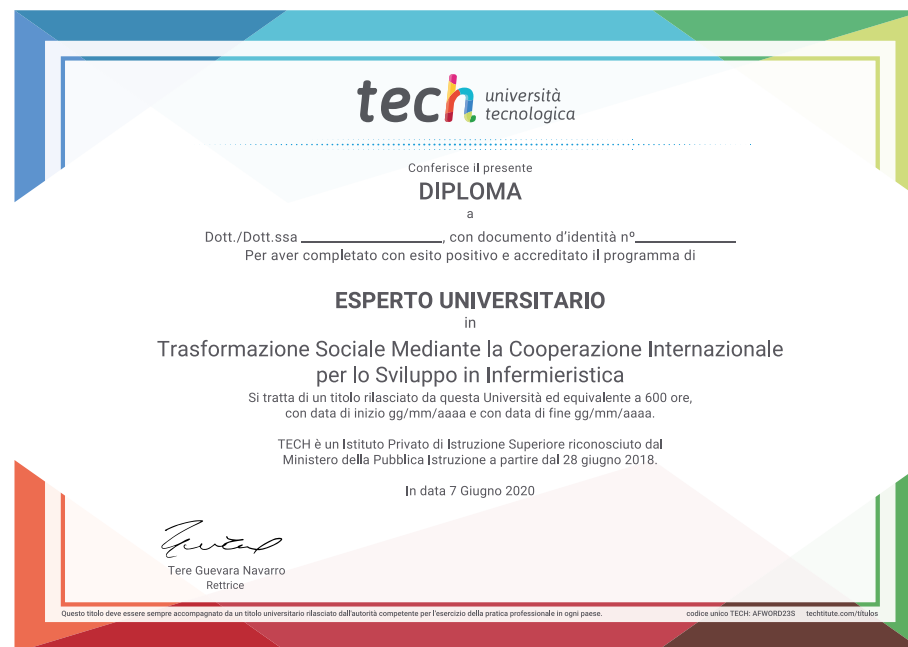 tech università
tecnologica
Conferisce il presente
DIPLOMA
a
Dott./Dott.ssa ____________________, con documento d'identità nº______________
Per aver completato con esito positivo e accreditato il programma di
ESPERTO UNIVERSITARIO
in
Trasformazione Sociale Mediante la Cooperazione Internazionale
per lo Sviluppo in Infermieristica
Si tratta di un titolo rilasciato da questa Università ed equivalente a 600 ore,
con data di inizio gg/mm/aaaa e con data di fine gg/mm/aaaa.
TECH è un Istituto Privato di Istruzione Superiore riconosciuto dal
Ministero della Pubblica Istruzione a partire dal 28 giugno 2018.
In data 7 Giugno 2020
Tere Guevara Navarro
Rettrice
Questo titolo deve essere sempre accompagnato da un titolo universitario rilasciato dall'autorità competente per l'esercizio della pratica professionale in ogni paese. codice unico TECH: AFWORD23S techtitute.com/titulos